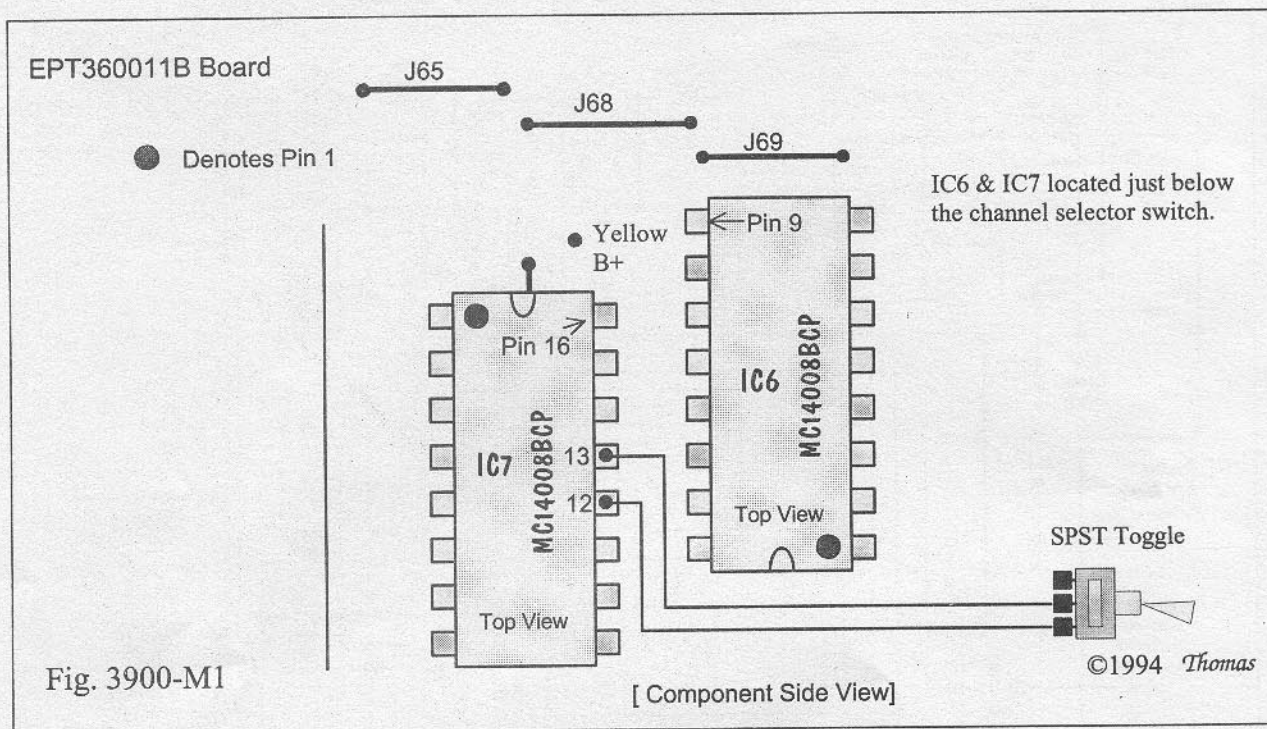 EPT360011B Board
J65
J68
J69
Denotes Pin 1
IC6 & IC7 located just below
the channel selector switch.
Pin 9
Yellow
B+
Pin 16
IC7
MC14008BCP
13
12
Top View
IC6
MC14008BCP
Top View
SPST Toggle
Fig. 3900-M1
[ Component Side View]
©1994 Thomas